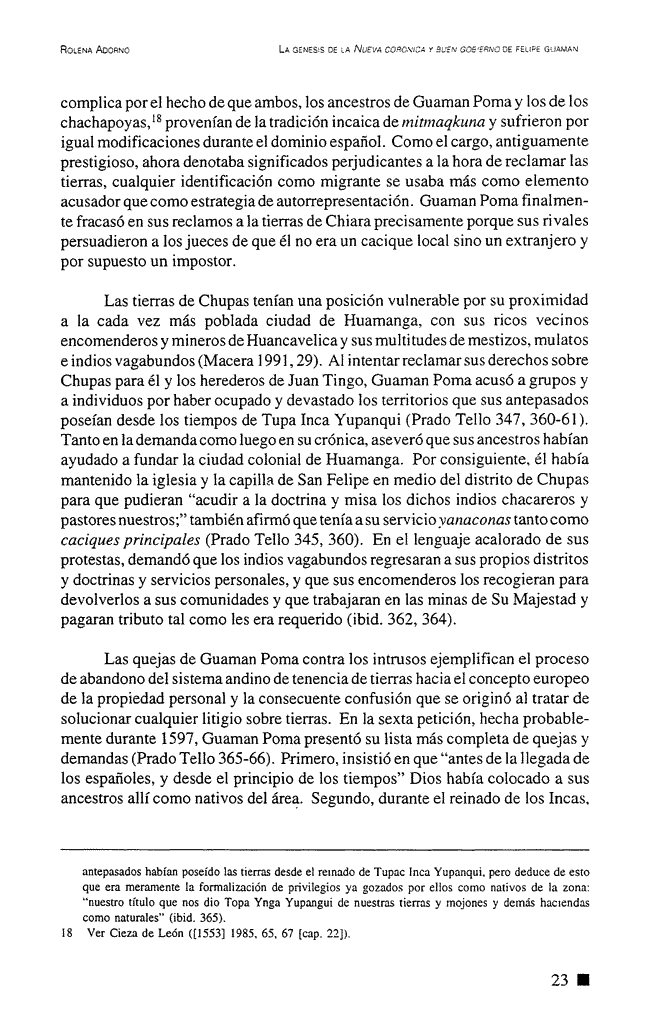 ROLENA ADORNO LA GENESIS DE LA NUEVA CORONICA Y BUEN GOBIERNO DE FELIPE GUAMAN
complica por el hecho de que ambos, los ancestros de Guaman Poma y los de los
chachapoyas,18 provenían de la tradición incaica de mitmaqkuna y sufrieron por
igual modificaciones durante el dominio español. Como el cargo, antiguamente
prestigioso, ahora denotaba significados perjudicantes a la hora de reclamar las
tierras, cualquier identificación como migrante se usaba más como elemento
acusador que como estrategia de autorrepresentación. Guaman Poma finalmen-
te fracasó en sus reclamos a la tierras de Chiara precisamente porque sus rivales
persuadieron a los jueces de que él no era un cacique local sino un extranjero y
por supuesto un impostor.
Las tierras de Chupas tenían una posición vulnerable por su proximidad
a la cada vez más poblada ciudad de Huamanga, con sus ricos vecinos
encomenderos y mineros de Huancavelica y sus multitudes de mestizos, mulatos
e indios vagabundos (Macera 1991, 29). Al intentar reclamar sus derechos sobre
Chupas para él y los herederos de Juan Tingo, Guaman Poma acusó a grupos y
a individuos por haber ocupado y devastado los territorios que sus antepasados
poseían desde los tiempos de Tupa Inca Yupanqui (Prado Tello 347, 360-61).
Tanto en la demanda como luego en su crónica, aseveró que sus ancestros habían
ayudado a fundar la ciudad colonial de Huamanga. Por consiguiente, él había
mantenido la iglesia y la capilla de San Felipe en medio del distrito de Chupas
para que pudieran “acudir a la doctrina y misa los dichos indios chacareros y
pastores nuestros;” también afirmó que tenía a su servicio yanaconas tanto como
caciques principales (Prado Tello 345, 360). En el lenguaje acalorado de sus
protestas, demandó que los indios vagabundos regresaran a sus propios distritos
y doctrinas y servicios personales, y que sus encomenderos los recogieran para
devolverlos a sus comunidades y que trabajaran en las minas de Su Majestad y
pagaran tributo tal como les era requerido (ibid. 362, 364).
Las quejas de Guaman Poma contra los intrusos ejemplifican el proceso
de abandono del sistema andino de tenencia de tierras hacia el concepto europeo
de la propiedad personal y la consecuente confusión que se originó al tratar de
solucionar cualquier litigio sobre tierras. En la sexta petición, hecha probable-
mente durante 1597, Guaman Poma presentó su lista más completa de quejas y
demandas (Prado Tello 365-66). Primero, insistió en que “antes de la llegada de
los españoles, y desde el principio de los tiempos” Dios había colocado a sus
ancestros allí como nativos del área. Segundo, durante el reinado de los Incas,
antepasados habían poseído las tierras desde el reinado de Tupac Inca Yupanqui, pero deduce de esto
que era meramente la formalización de privilegios ya gozados por ellos como nativos de la zona:
“nuestro título que nos dio Topa Ynga Yupangui de nuestras tierras y mojones y demás haciendas
como naturales” (ibid. 365).
18 Ver Cieza de León ([1553] 1985, 65, 67 [cap. 22]).
23